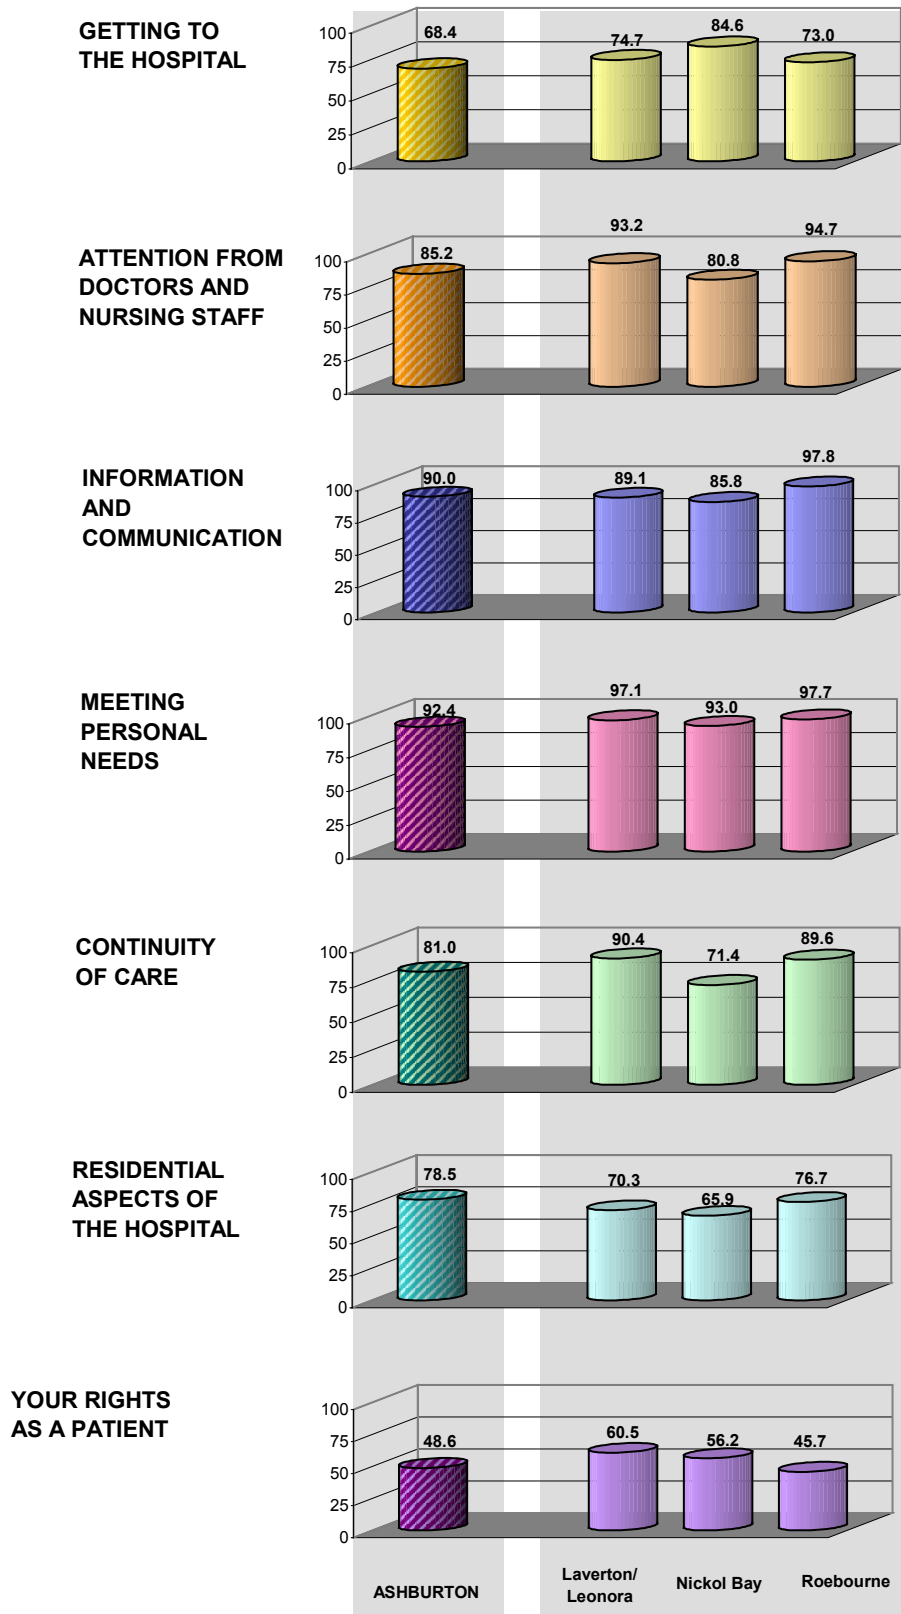 GETTING TO
THE HOSPITAL
100
75
50
25
0
68.4
74.7
84.6
73.0
ATTENTION FROM
DOCTORS AND
NURSING STAFF
100
75
50
25
0
85.2
93.2
80.8
94.7
INFORMATION
AND
COMMUNICATION
100
75
50
25
0
90.0
89.1
85.8
97.8
MEETING
PERSONAL
NEEDS
100
75
50
25
0
92.4
97.1
93.0
97.7
CONTINUITY
OF CARE
100
75
50
25
0
81.0
90.4
71.4
89.6
RESIDENTIAL
ASPECTS OF
THE HOSPITAL
100
75
50
25
0
78.5
70.3
65.9
76.7
YOUR RIGHTS
AS A PATIENT
100
75
50
25
0
48.6
60.5
56.2
45.7
ASHBURTON
Laverton/
Leonora
Nickol Bay
Roebourne